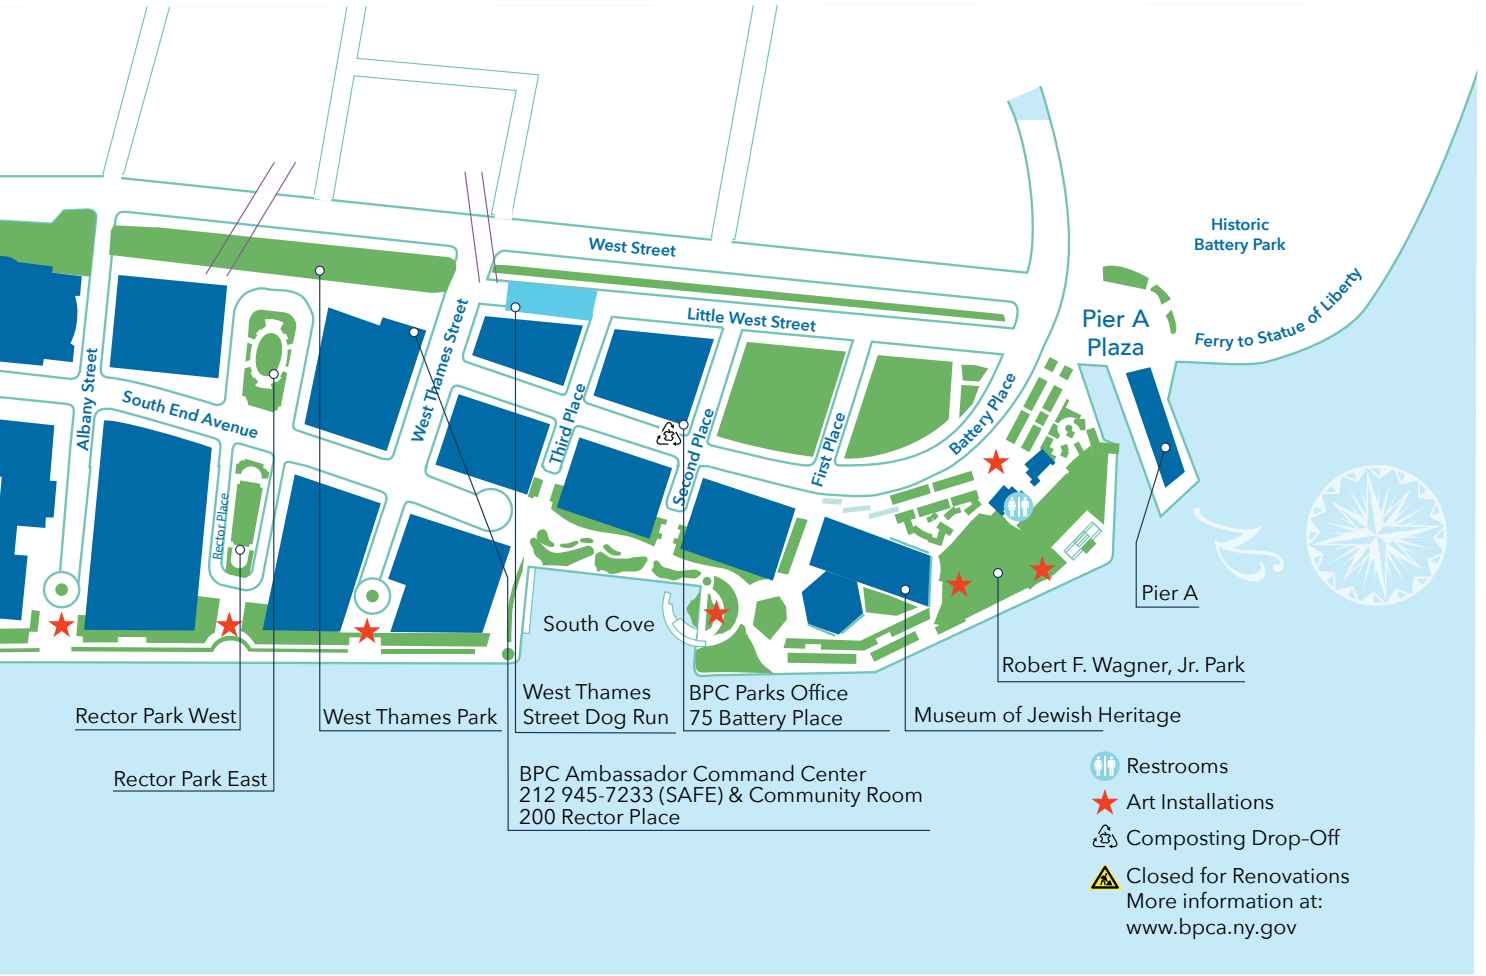 Historic
Battery Park
West Street
Little West Street
Pier A
Plaza
Ferry to Statue of Liberty
Albany Street
South End Avenue
West Thames Street
Third Place
Second Place
First Place
Battery Place
Rector Place
South Cove
Pier A
Robert F. Wagner, Jr. Park
Rector Park West
West Thames Park
West Thames
Street Dog Run
BPC Parks Office
75 Battery Place
Museum of Jewish Heritage
Rector Park East
BPC Ambassador Command Center
212 945-7233 (SAFE) & Community Room
200 Rector Place
Restrooms
Art Installations
Composting Drop-Off
Closed for Renovations
More information at:
www.bpca.ny.gov
N